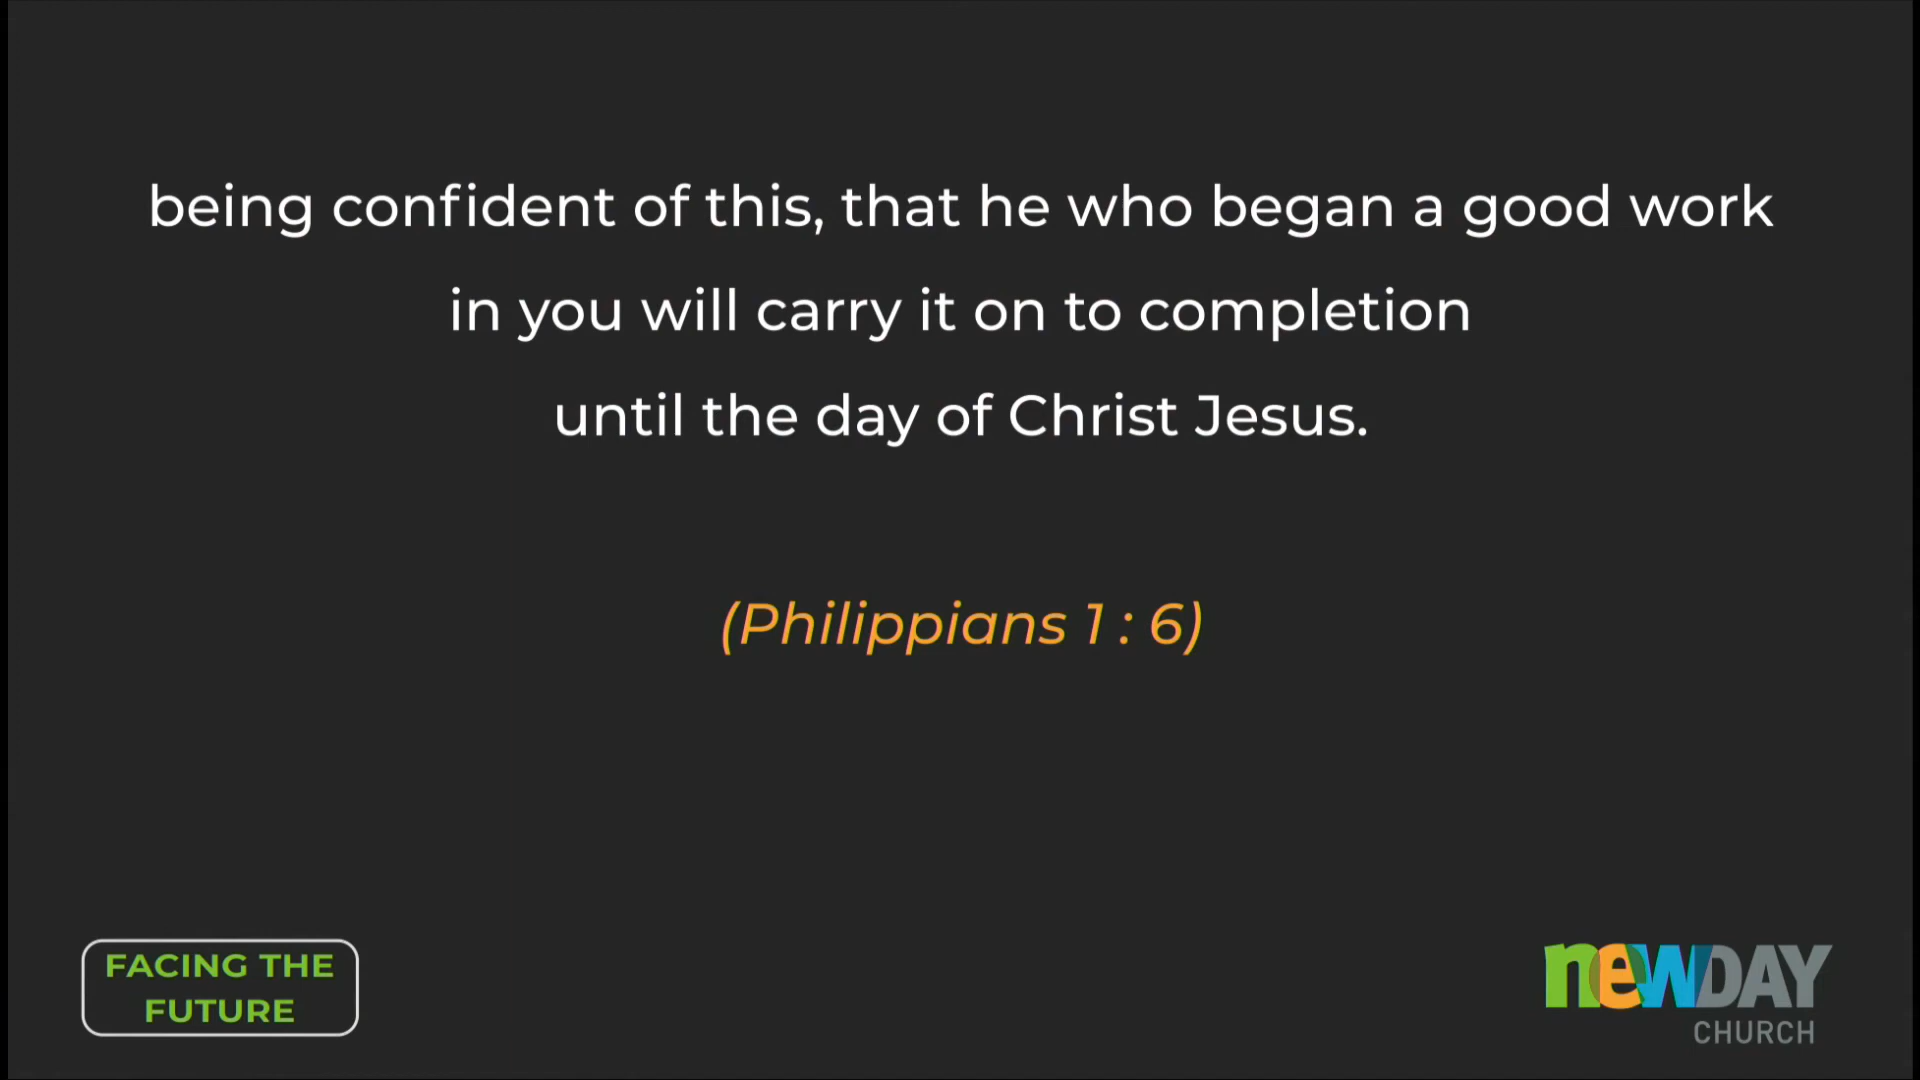 being confident of this, that he who began a good work
in you will carry it on to completion
until the day of Christ Jesus.
(Philippians 1 : 6)
FACING THE
FUTURE
newDAY
CHURCH